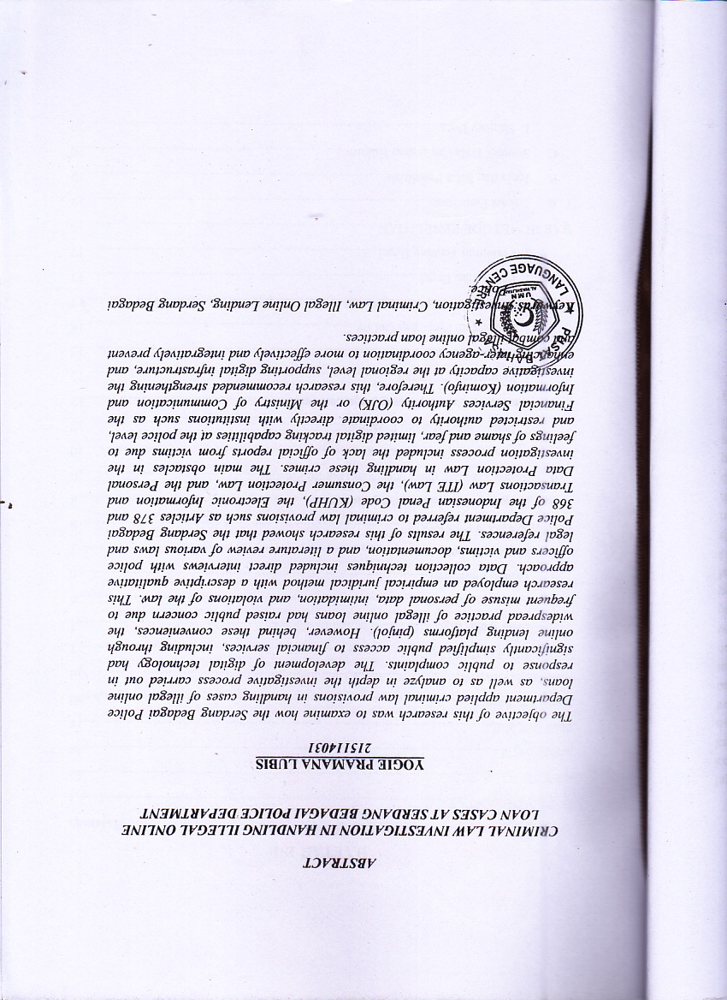 ABSTRACT
CRIMINAL LAW INVESTIGATION IN HANDLING ILLEGAL ONLINE
LOAN CASES AT SERDANG BEDAGAI POLICE DEPARTMENT
YOGIE PRAMANA LUBIS
215114031
The objective of this research was to examine how the Serdang Bedagai Police
Department applied criminal law provisions in handling cases of illegal online
loans, as well as to analyze in depth the investigative process carried out in
response to public complaints. The development of digital technology had
significantly simplified public access to financial services, including through
online lending platforms (pinjol). However, behind these conveniences, the
widespread practice of illegal online loans had raised public concern due to
frequent misuse of personal data, intimidation, and violations of the law. This
research employed an empirical juridical method with a descriptive qualitative
approach. Data collection techniques included direct interviews with police
officers and victims, documentation, and a literature review of various laws and
legal references. The results of this research showed that the Serdang Bedagai
Police Department referred to criminal law provisions such as Articles 378 and
368 of the Indonesian Penal Code (KUHP), the Electronic Information and
Transactions Law (ITE Law), the Consumer Protection Law, and the Personal
Data Protection Law in handling these crimes. The main obstacles in the
investigation process included the lack of official reports from victims due to
feelings of shame and fear, limited digital tracking capabilities at the police level,
and restricted authority to coordinate directly with institutions such as the
Financial Services Authority (OJK) or the Ministry of Communication and
Information (Kominfo). Therefore, this research recommended strengthening the
investigative capacity at the regional level, supporting digital infrastructure, and
enhancing inter-agency coordination to more effectively and integratively prevent
and combat illegal online loan practices.
Keywords: Investigation, Criminal Law, Illegal Online Lending, Serdang Bedagai
Police.
PUSAT BAHASA
UMN
AL WASHLIYAH
LANGUAGE CENTER